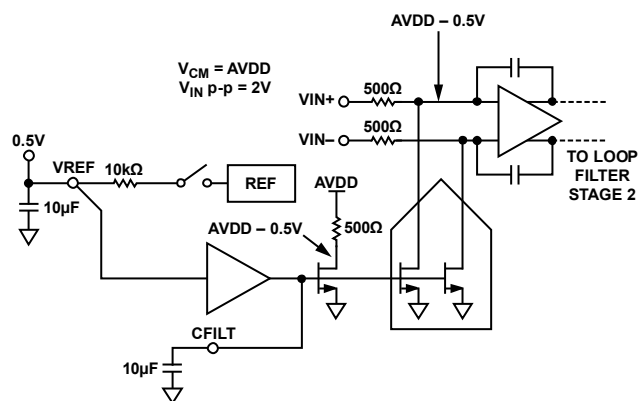 AVDD – 0.5V
VCM = AVDD
VIN p-p = 2V
VIN+
500Ω
VIN–
500Ω
TO LOOP
FILTER
STAGE 2
0.5V
VREF
10kΩ
REF
10µF
AVDD
500Ω
AVDD – 0.5V
CFILT
10µF